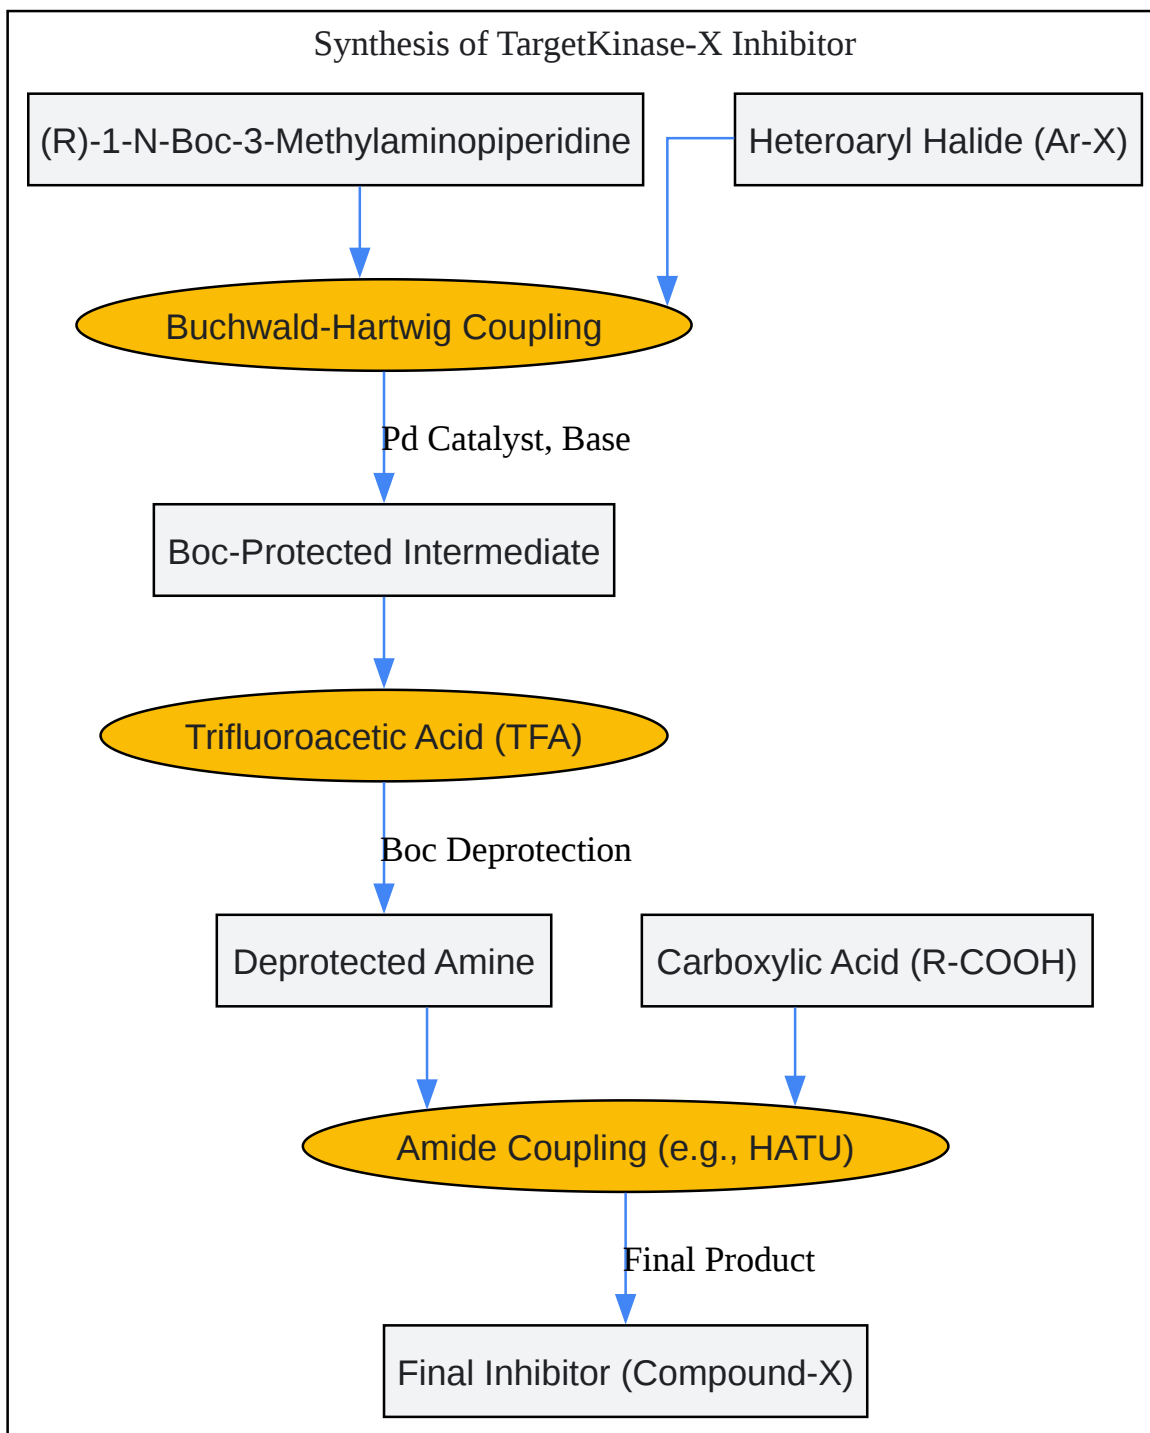 Synthesis of TargetKinase-X Inhibitor
(R)-1-N-Boc-3-Methylaminopiperidine
Heteroaryl Halide (Ar-X)
Buchwald-Hartwig Coupling
Pd Catalyst, Base
Boc-Protected Intermediate
Trifluoroacetic Acid (TFA)
Boc Deprotection
Deprotected Amine
Carboxylic Acid (R-COOH)
Amide Coupling (e.g., HATU)
Final Product
Final Inhibitor (Compound-X)